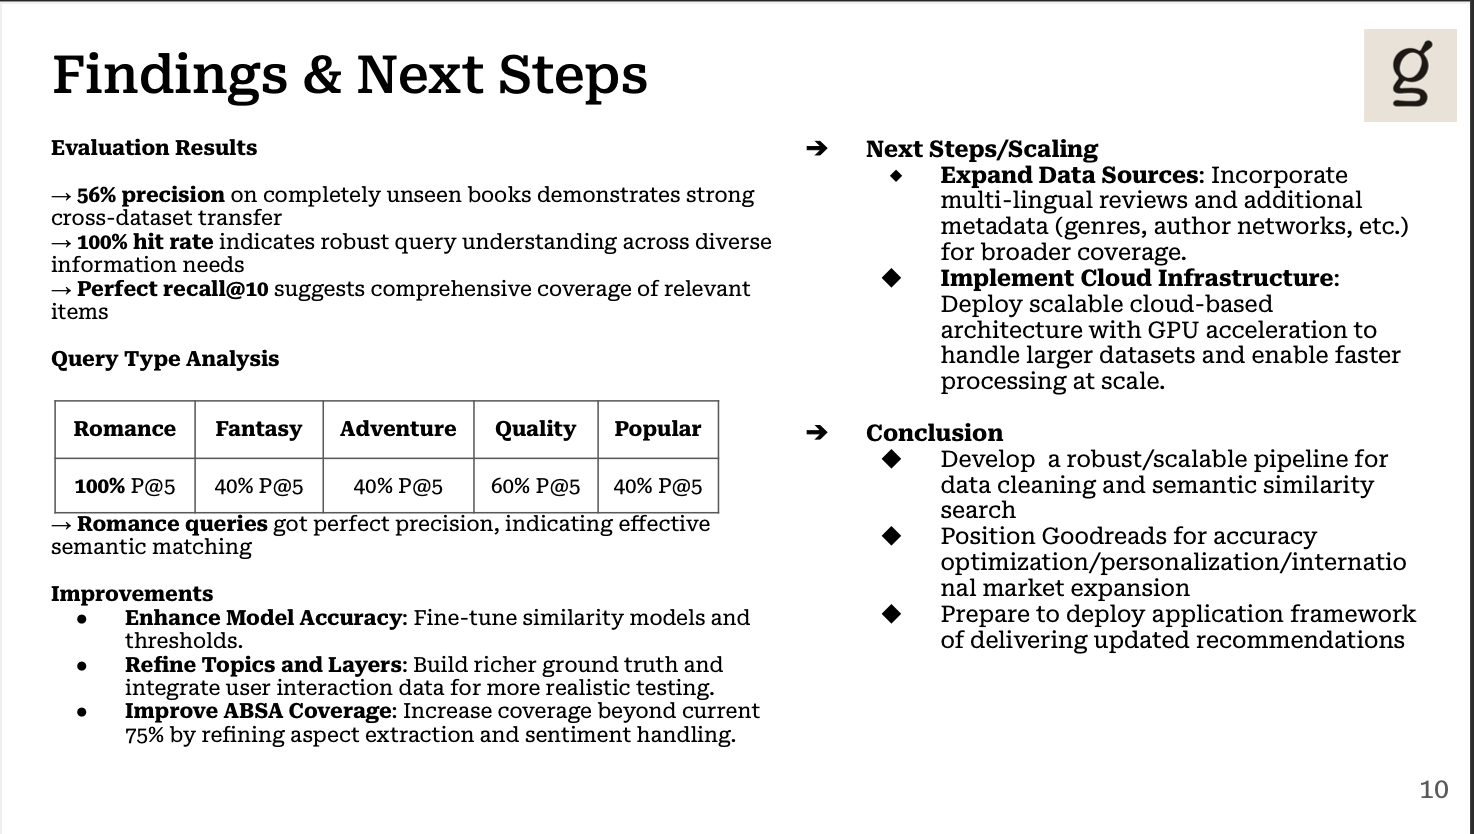 Findings & Next Steps
g
Evaluation Results
→ 56% precision on completely unseen books demonstrates strong
cross-dataset transfer
→ 100% hit rate indicates robust query understanding across diverse
information needs
→ Perfect recall@10 suggests comprehensive coverage of relevant
items
Query Type Analysis
Romance Fantasy Adventure Quality Popular
100% P@5 40% P@5 40% P@5 60% P@5 40% P@5
→ Romance queries got perfect precision, indicating effective
semantic matching
Improvements
● Enhance Model Accuracy: Fine-tune similarity models and
thresholds.
● Refine Topics and Layers: Build richer ground truth and
integrate user interaction data for more realistic testing.
● Improve ABSA Coverage: Increase coverage beyond current
75% by refining aspect extraction and sentiment handling.
➔ Next Steps/Scaling
◆ Expand Data Sources: Incorporate
multi-lingual reviews and additional
metadata (genres, author networks, etc.)
for broader coverage.
◆ Implement Cloud Infrastructure:
Deploy scalable cloud-based
architecture with GPU acceleration to
handle larger datasets and enable faster
processing at scale.
➔ Conclusion
◆ Develop  a robust/scalable pipeline for
data cleaning and semantic similarity
search
◆ Position Goodreads for accuracy
optimization/personalization/internatio
nal market expansion
◆ Prepare to deploy application framework
of delivering updated recommendations
10